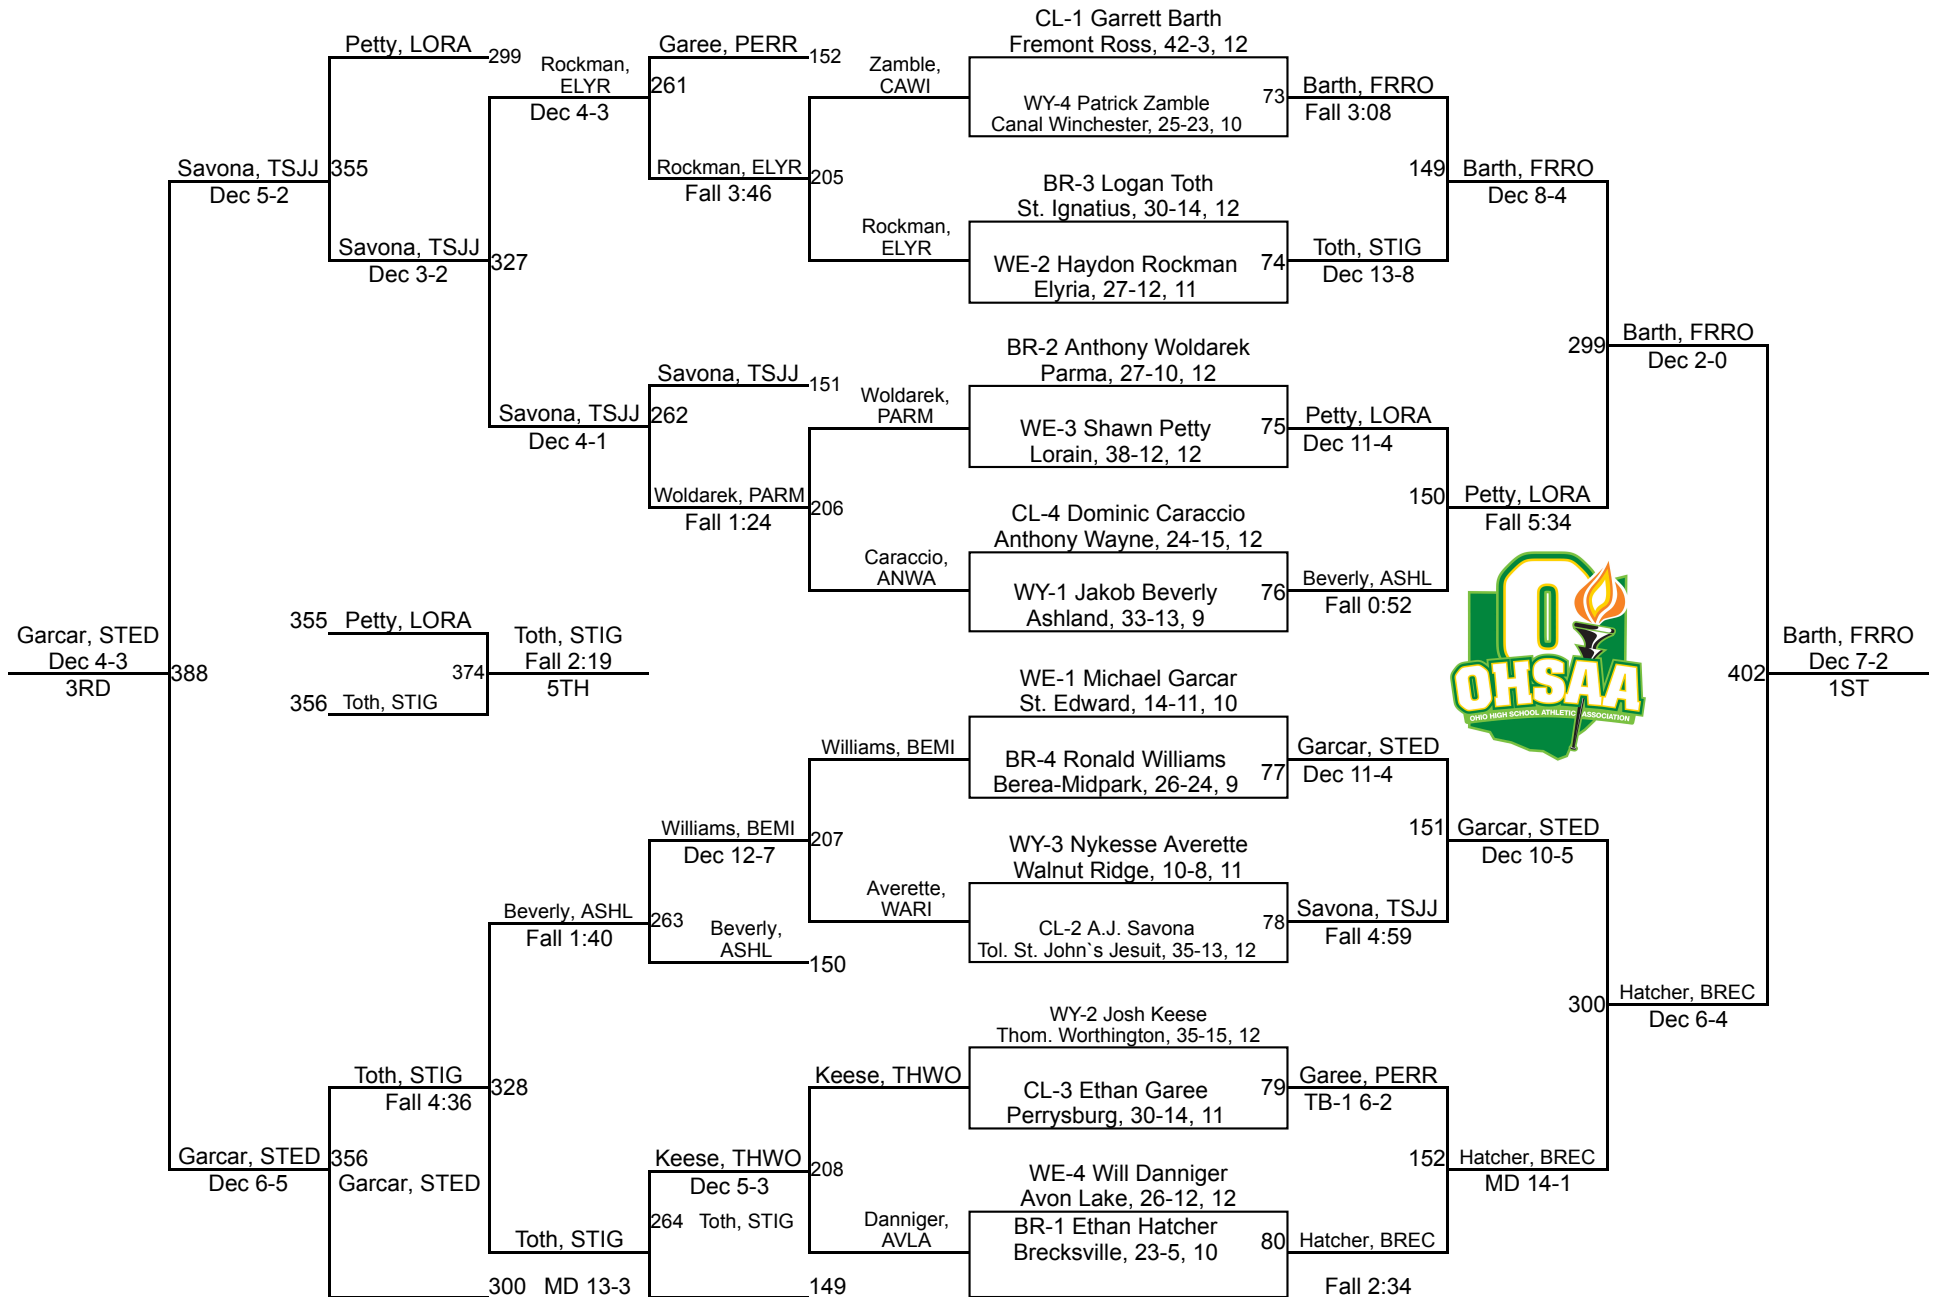 CL-1 Garrett Barth
Fremont Ross, 42-3, 12
Petty, LORA
299
Rockman,
ELYR
Dec 4-3
Garee, PERR
152
261
Zamble,
CAWI
WY-4 Patrick Zamble
Canal Winchester, 25-23, 10
73
Barth, FRRO
Fall 3:08
Savona, TSJJ
Dec 5-2
355
Rockman, ELYR
Fall 3:46
205
BR-3 Logan Toth
St. Ignatius, 30-14, 12
149
Barth, FRRO
Dec 8-4
Savona, TSJJ
Dec 3-2
327
Rockman,
ELYR
WE-2 Haydon Rockman
Elyria, 27-12, 11
74
Toth, STIG
Dec 13-8
BR-2 Anthony Woldarek
Parma, 27-10, 12
299
Barth, FRRO
Dec 2-0
Savona, TSJJ
151
Savona, TSJJ
Dec 4-1
262
Woldarek,
PARM
WE-3 Shawn Petty
Lorain, 38-12, 12
75
Petty, LORA
Dec 11-4
Woldarek, PARM
Fall 1:24
206
CL-4 Dominic Caraccio
Anthony Wayne, 24-15, 12
150
Petty, LORA
Fall 5:34
Caraccio,
ANWA
WY-1 Jakob Beverly
Ashland, 33-13, 9
76
Beverly, ASHL
Fall 0:52
O
OHSAA
OHIO HIGH SCHOOL ATHLETIC ASSOCIATION
Garcar, STED
Dec 4-3
3RD
388
355
Petty, LORA
356
Toth, STIG
374
Toth, STIG
Fall 2:19
5TH
402
Barth, FRRO
Dec 7-2
1ST
WE-1 Michael Garcar
St. Edward, 14-11, 10
Williams, BEMI
BR-4 Ronald Williams
Berea-Midpark, 26-24, 9
77
Garcar, STED
Dec 11-4
Williams, BEMI
Dec 12-7
207
WY-3 Nykesse Averette
Walnut Ridge, 10-8, 11
151
Garcar, STED
Dec 10-5
Beverly, ASHL
Fall 1:40
263
Beverly,
ASHL
150
Averette,
WARI
CL-2 A.J. Savona
Tol. St. John`s Jesuit, 35-13, 12
78
Savona, TSJJ
Fall 4:59
WY-2 Josh Keese
Thom. Worthington, 35-15, 12
300
Hatcher, BREC
Dec 6-4
Toth, STIG
Fall 4:36
328
Keese, THWO
CL-3 Ethan Garee
Perrysburg, 30-14, 11
79
Garee, PERR
TB-1 6-2
Garcar, STED
Dec 6-5
356
Garcar, STED
Keese, THWO
Dec 5-3
208
WE-4 Will Danniger
Avon Lake, 26-12, 12
152
Hatcher, BREC
MD 14-1
Toth, STIG
MD 13-3
264
Toth, STIG
Danniger,
AVLA
BR-1 Ethan Hatcher
Brecksville, 23-5, 10
80
Hatcher, BREC
Fall 2:34
300
149